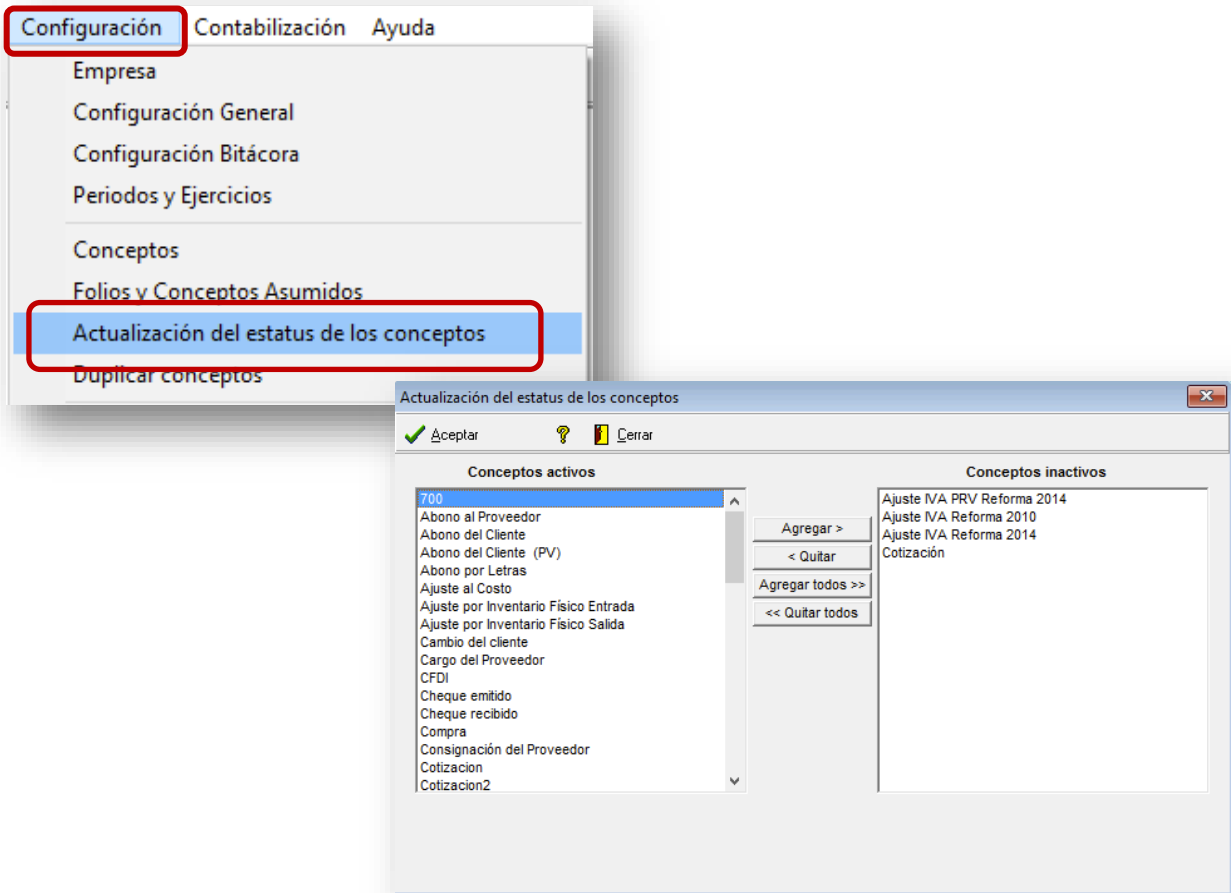 Configuración Contabilización Ayuda
Empresa
Configuración General
Configuración Bitácora
Periodos y Ejercicios
Conceptos
Folios y Conceptos Asumidos
Actualización del estatus de los conceptos
Duplicar conceptos
Actualización del estatus de los conceptos
Aceptar Cerrar
Conceptos activos
700
Abono al Proveedor
Abono del Cliente
Abono del Cliente (PV)
Abono por Letras
Ajuste al Costo
Ajuste por Inventario Físico Entrada
Ajuste por Inventario Físico Salida
Cambio del cliente
Cargo del Proveedor
CFDI
Cheque emitido
Cheque recibido
Compra
Consignación del Proveedor
Cotizacion
Cotizacion2
Agregar >
< Quitar
Agregar todos >>
<< Quitar todos
Conceptos inactivos
Ajuste IVA PRV Reforma 2014
Ajuste IVA Reforma 2010
Ajuste IVA Reforma 2014
Cotización